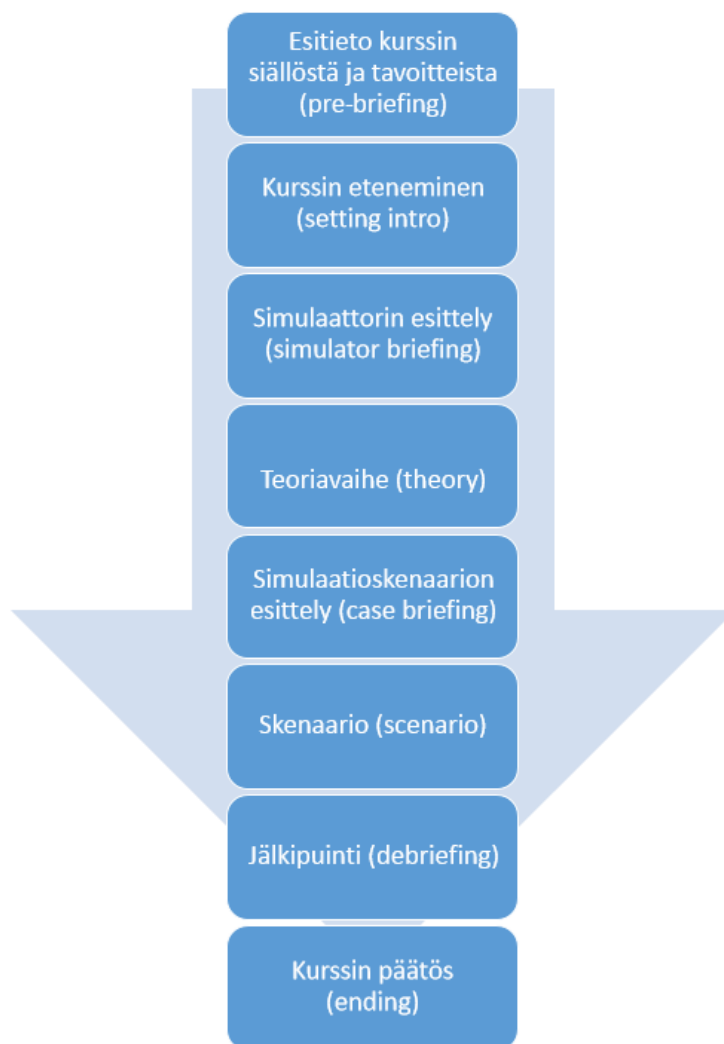 Esitieto kurssin
siällöstä ja tavoitteista
(pre-briefing)
Kurssin eteneminen
(setting intro)
Simulaattorin esittely
(simulator briefing)
Teoriavaihe (theory)
Simulaatioskenaarion
esittely (case briefing)
Skenaario (scenario)
Jälkipuinti (debriefing)
Kurssin päätös
(ending)